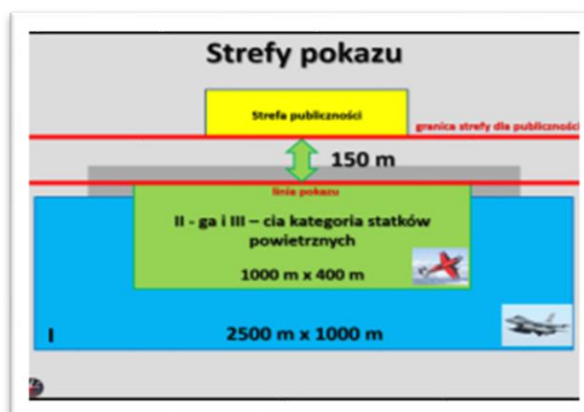 Strefy pokazu
Strefa publiczności
granica strefy dla publiczności
150 m
linia pokazu
II - ga i III – cia kategoria statków
powietrznych
1000 m x 400 m
I
2500 m x 1000 m